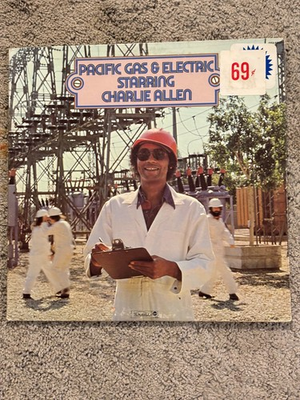 PACIFIC GAS & ELECTRIC
STARRING
CHARLIE ALLEN
69¢